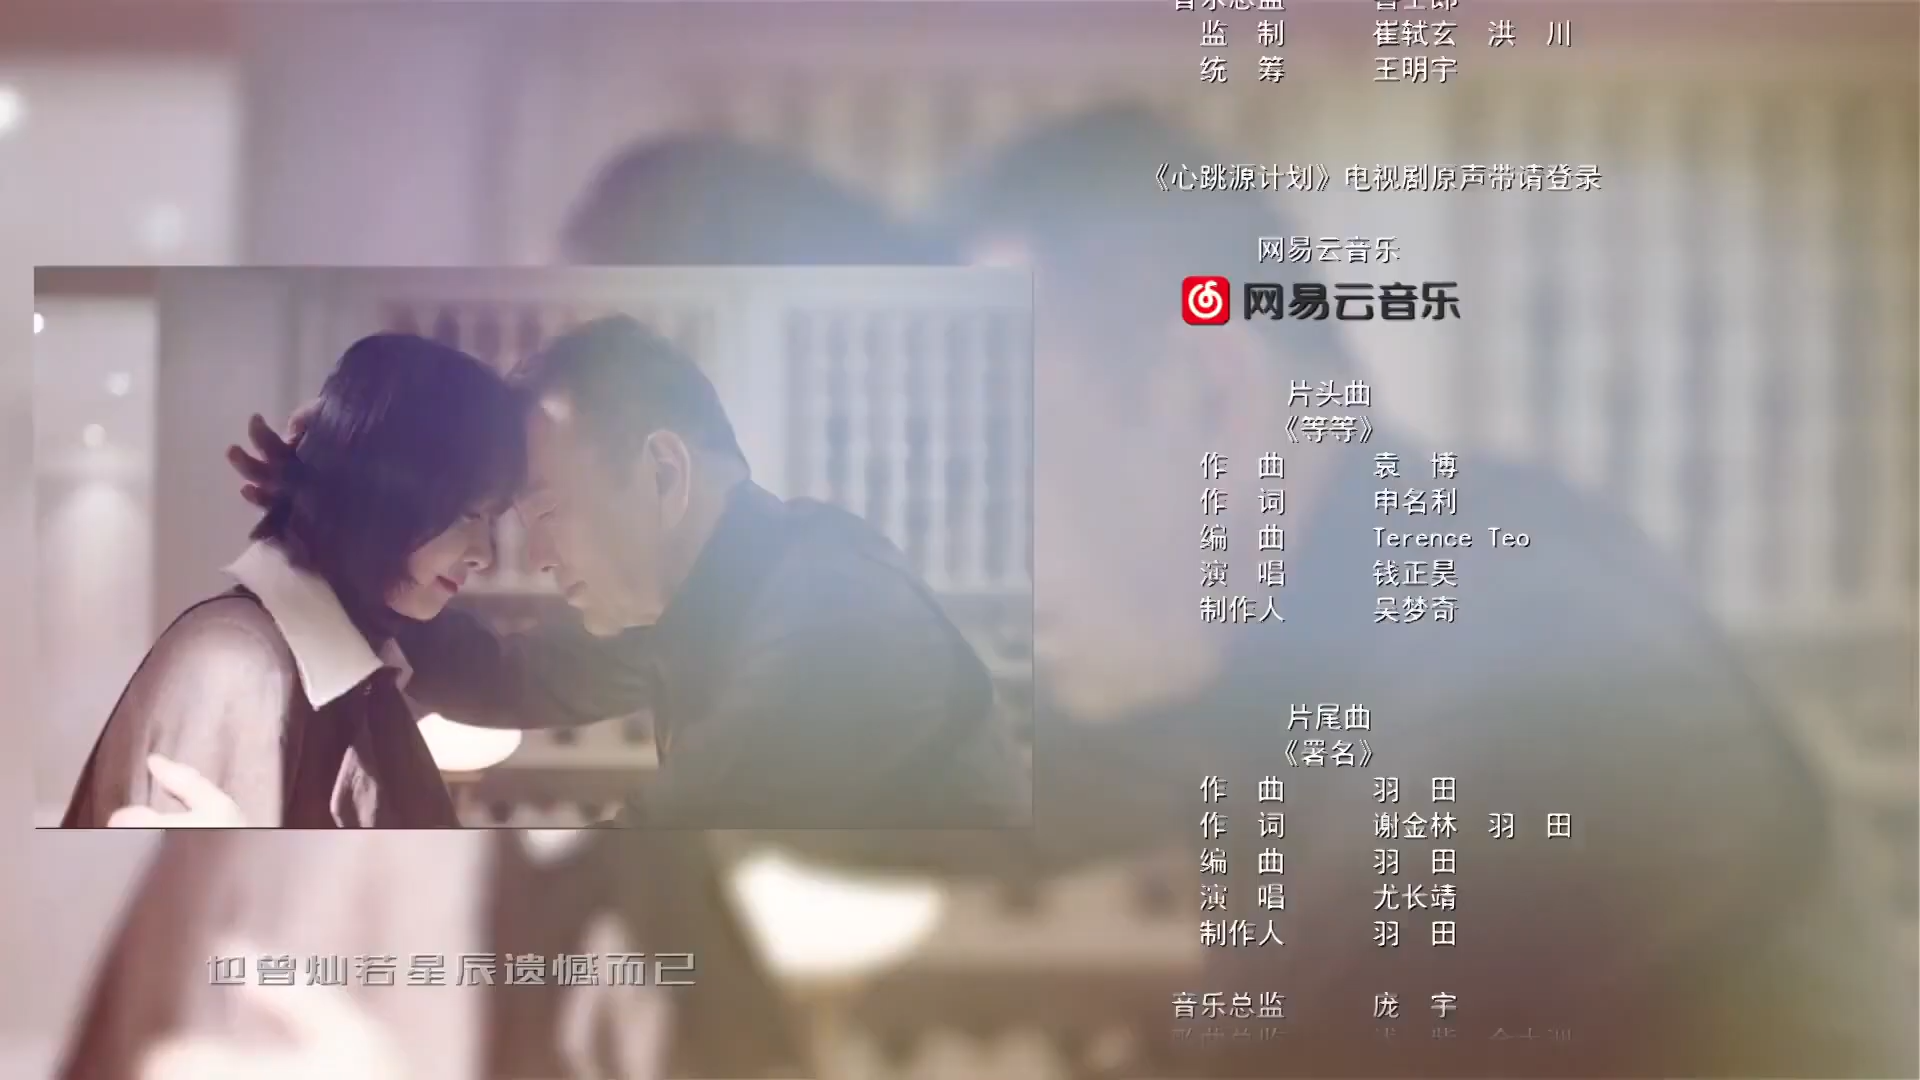 音乐总监
监 制 崔轼玄 洪 川
统 筹 王明宇
《心跳源计划》电视剧原声带请登录
网易云音乐
网易云音乐
片头曲
《等等》
作 曲 袁 博
作 词 申名利
编 曲 Terence Teo
演 唱 钱正昊
制作人 吴梦奇
片尾曲
《署名》
作 曲 羽 田
作 词 谢金林 羽 田
编 曲 羽 田
演 唱 尤长靖
制作人 羽 田
也曾灿若星辰遗憾而已
音乐总监 庞 宇